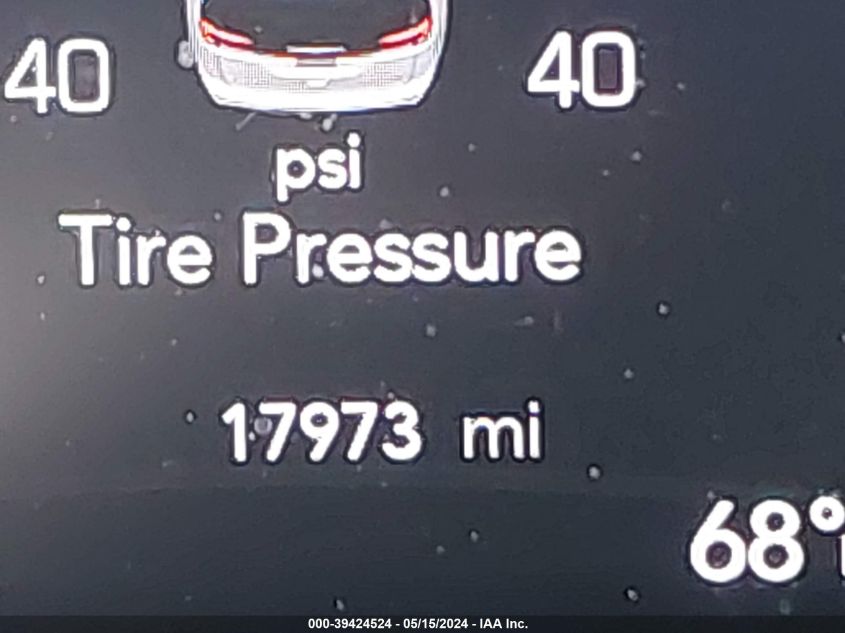 40 40
psi
Tire Pressure
17973 mi
68°
000-39424524 - 05/15/2024 - IAA Inc.